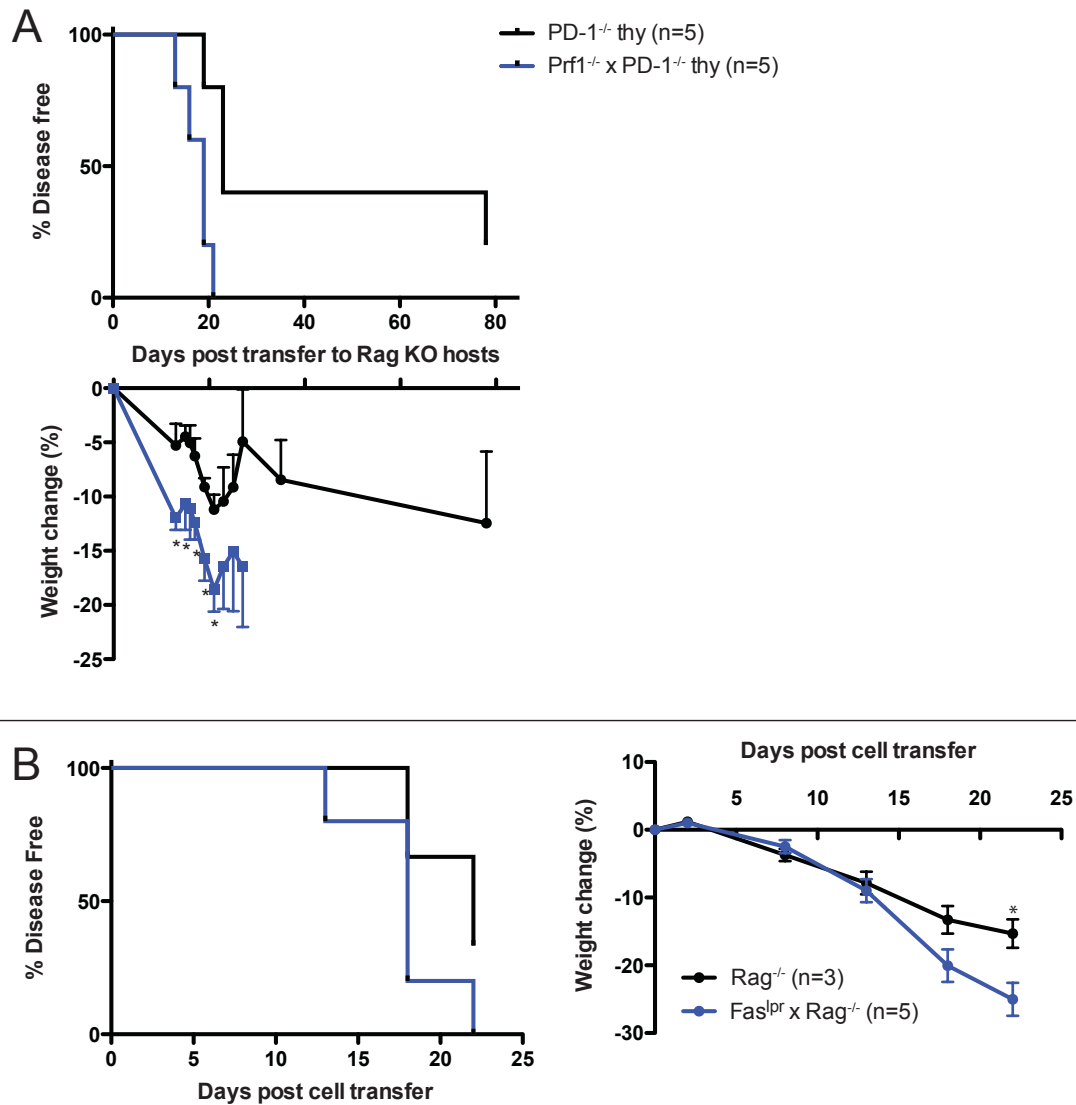 A
PD-1-/- thy (n=5)
Prf1-/- x PD-1-/- thy (n=5)
% Disease free
100
50
0
0 20 40 60 80
Days post transfer to Rag KO hosts
Weight change (%)
0
-5
-10
-15
-20
-25
* * * * *
B
% Disease Free
100
50
0
0 5 10 15 20 25
Days post cell transfer
Days post cell transfer
Weight change (%)
10
5 10 15 20 25
0
-10
-20
-30
*
Rag-/- (n=3)
Faslpr x Rag-/- (n=5)